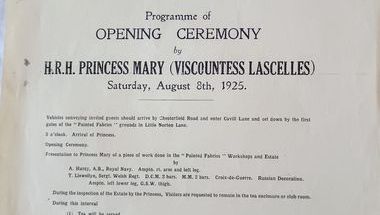 Programme of
OPENING CEREMONY
by
H.R.H. PRINCESS MARY (VISCOUNTESS LASCELLES)
Saturday, August 8th, 1925.
Vehicles conveying invited guests should arrive by Chesterfield Road and enter Cavill Lane and set down by the first
gates of the "Painted Fabrics" grounds in Little Norton Lane.
3 o'clock. Arrival of Princess.
Opening Ceremony.
Presentation to Princess Mary of a piece of work done in the "Painted Fabrics" Workshops and Estate
by
A. Hardy, A.B., Royal Navy. Ampin. rt. arm and left leg.
T. Llewellyn, Sergt. Welsh Regt. D.C.M. 2 bars. M.M. 2 bars. Croix-de-Guerre. Russian Decoration.
Ampin. left lower leg, G.S.W. thigh.
During the inspection of the Estate by the Princess, Visitors are requested to remain in the tea enclosure or club room.
During this interval
(1) Tea will be served